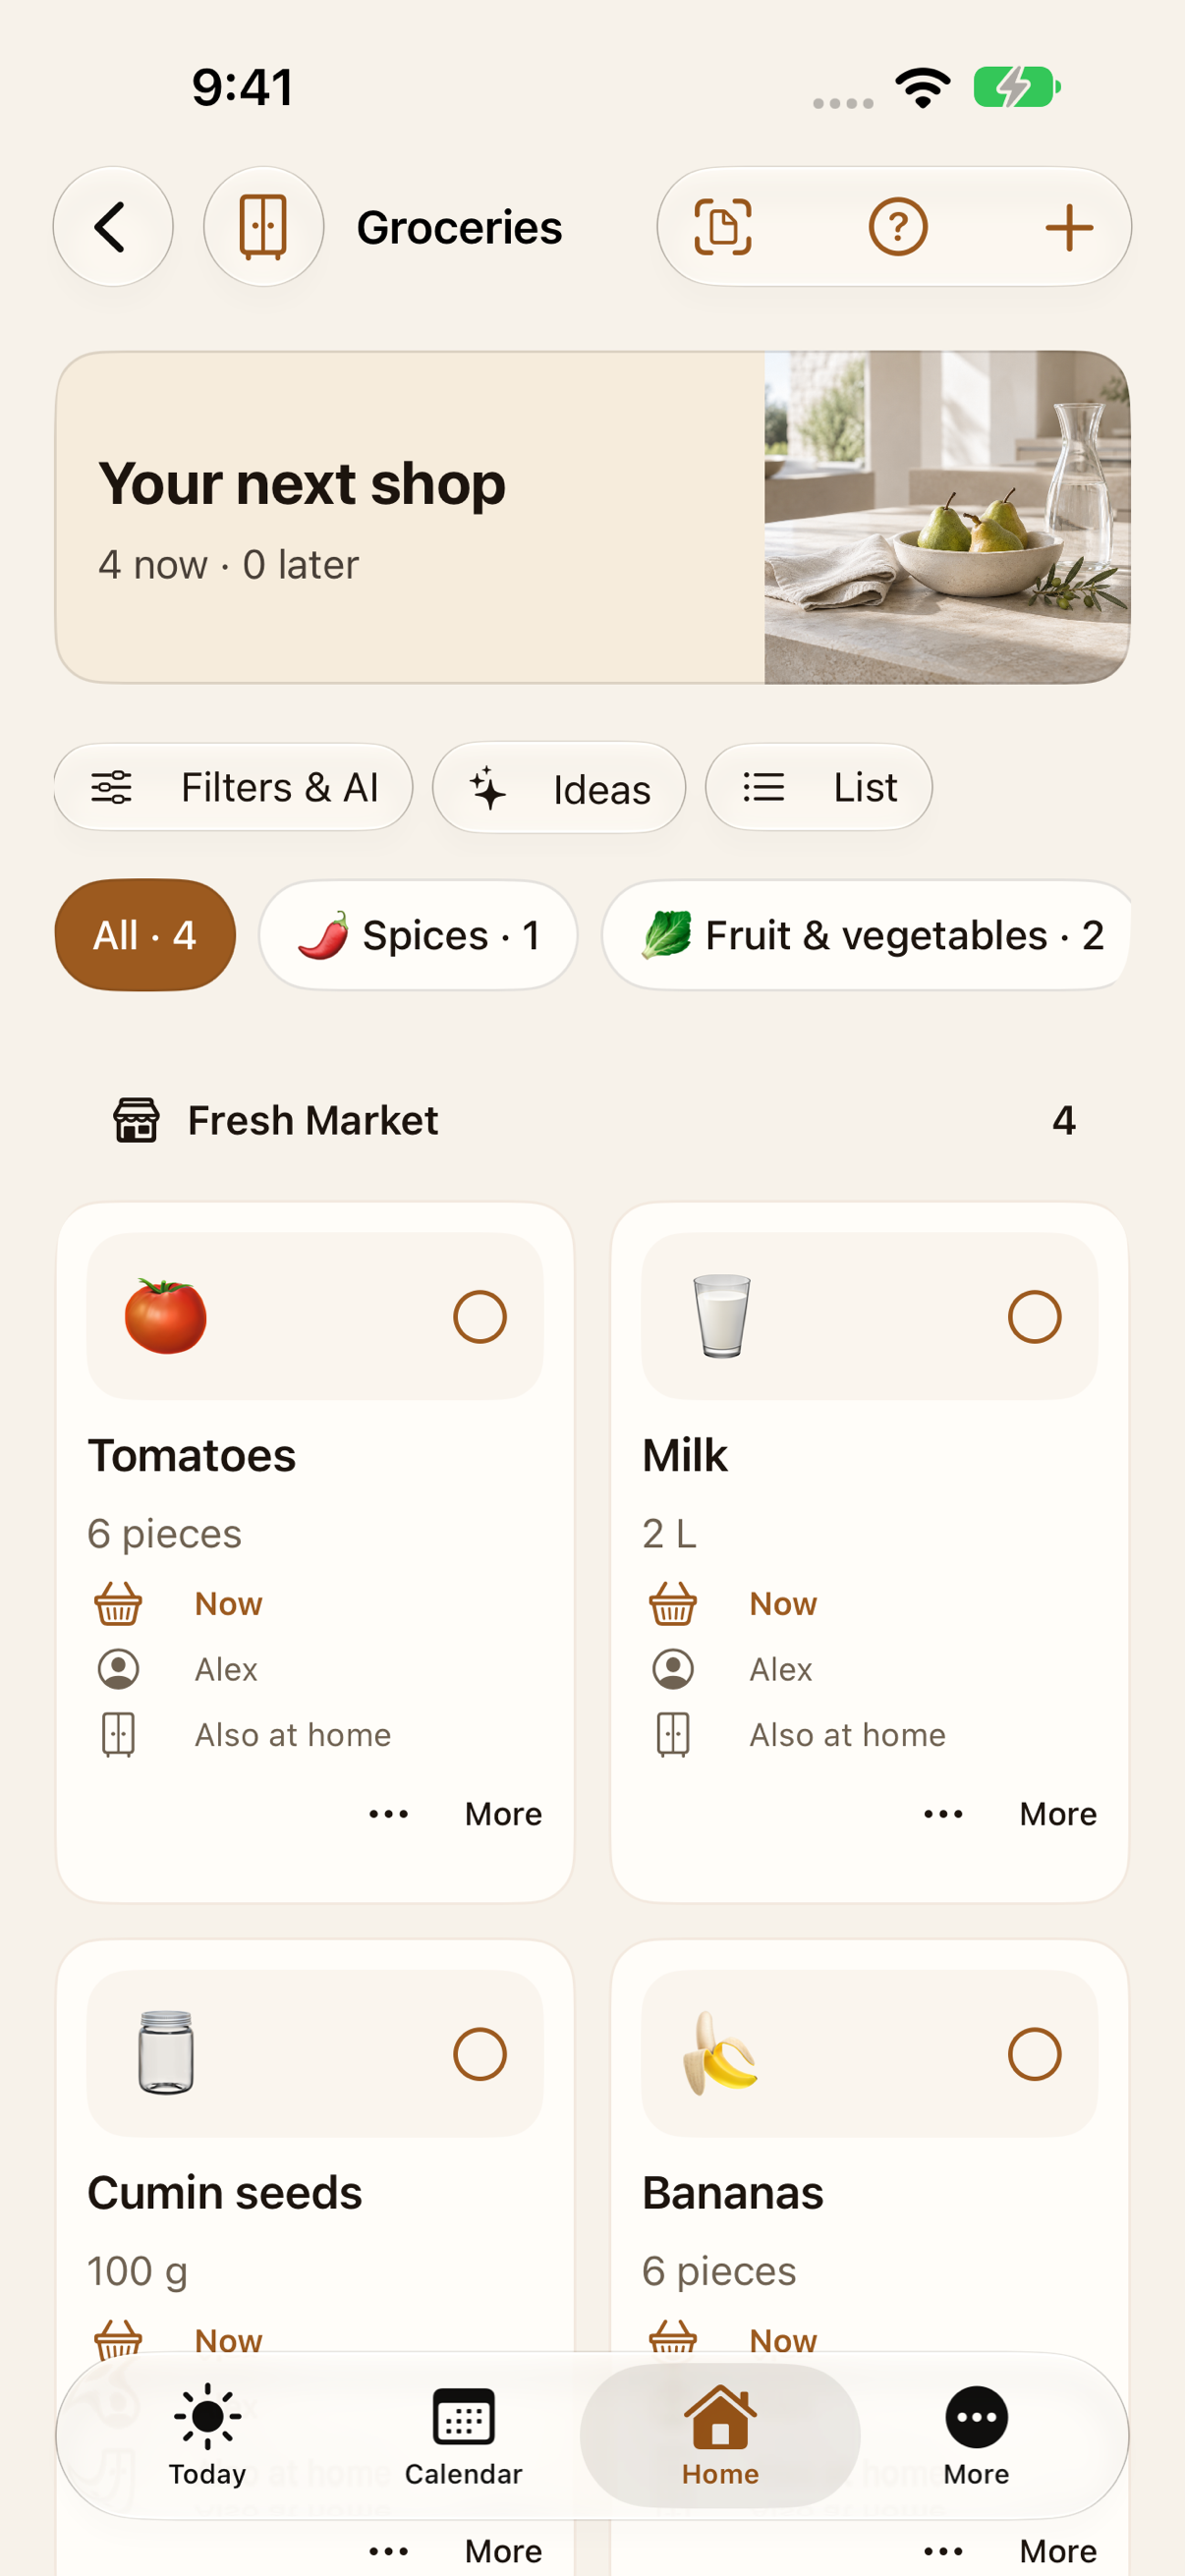 9:41
Groceries
Your next shop
4 now · 0 later
Filters & AI
Ideas
List
All · 4
Spices · 1
Fruit & vegetables · 2
Fresh Market
4
Tomatoes
6 pieces
Now
Alex
Also at home
More
Milk
2 L
Now
Alex
Also at home
More
Cumin seeds
100 g
Now
More
Bananas
6 pieces
Now
More
Today
Calendar
Home
More